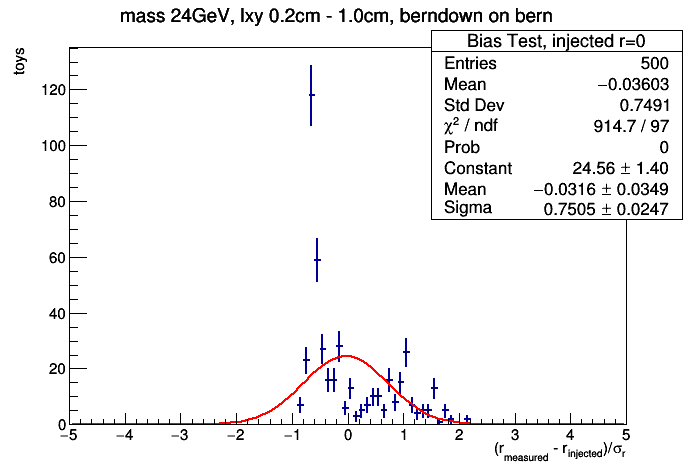 mass 24GeV, lxy 0.2cm - 1.0cm, berndown on bern
toys
Bias Test, injected r=0
Entries 500
Mean −0.03603
Std Dev 0.7491
χ² / ndf 914.7 / 97
Prob 0
Constant 24.56 ± 1.40
Mean −0.0316 ± 0.0349
Sigma 0.7505 ± 0.0247
120
100
80
60
40
20
0
−5 −4 −3 −2 −1 0 1 2 3 4 5
(r_measured - r_injected)/σ_r